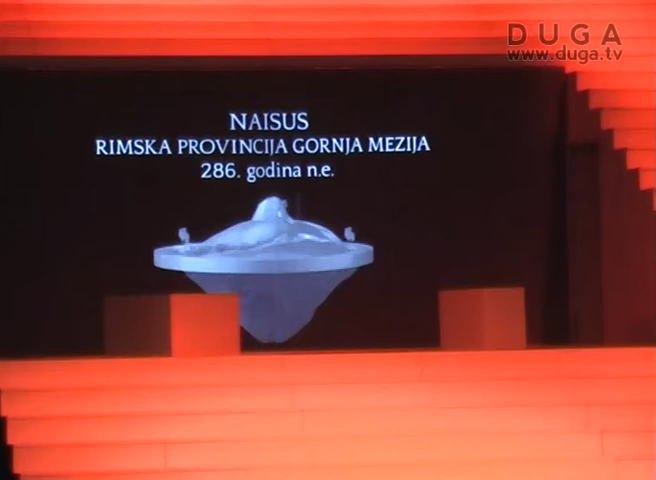 DUGA
www.duga.tv
NAISUS
RIMSKA PROVINCIJA GORNJA MEZIJA
286. godina n.e.